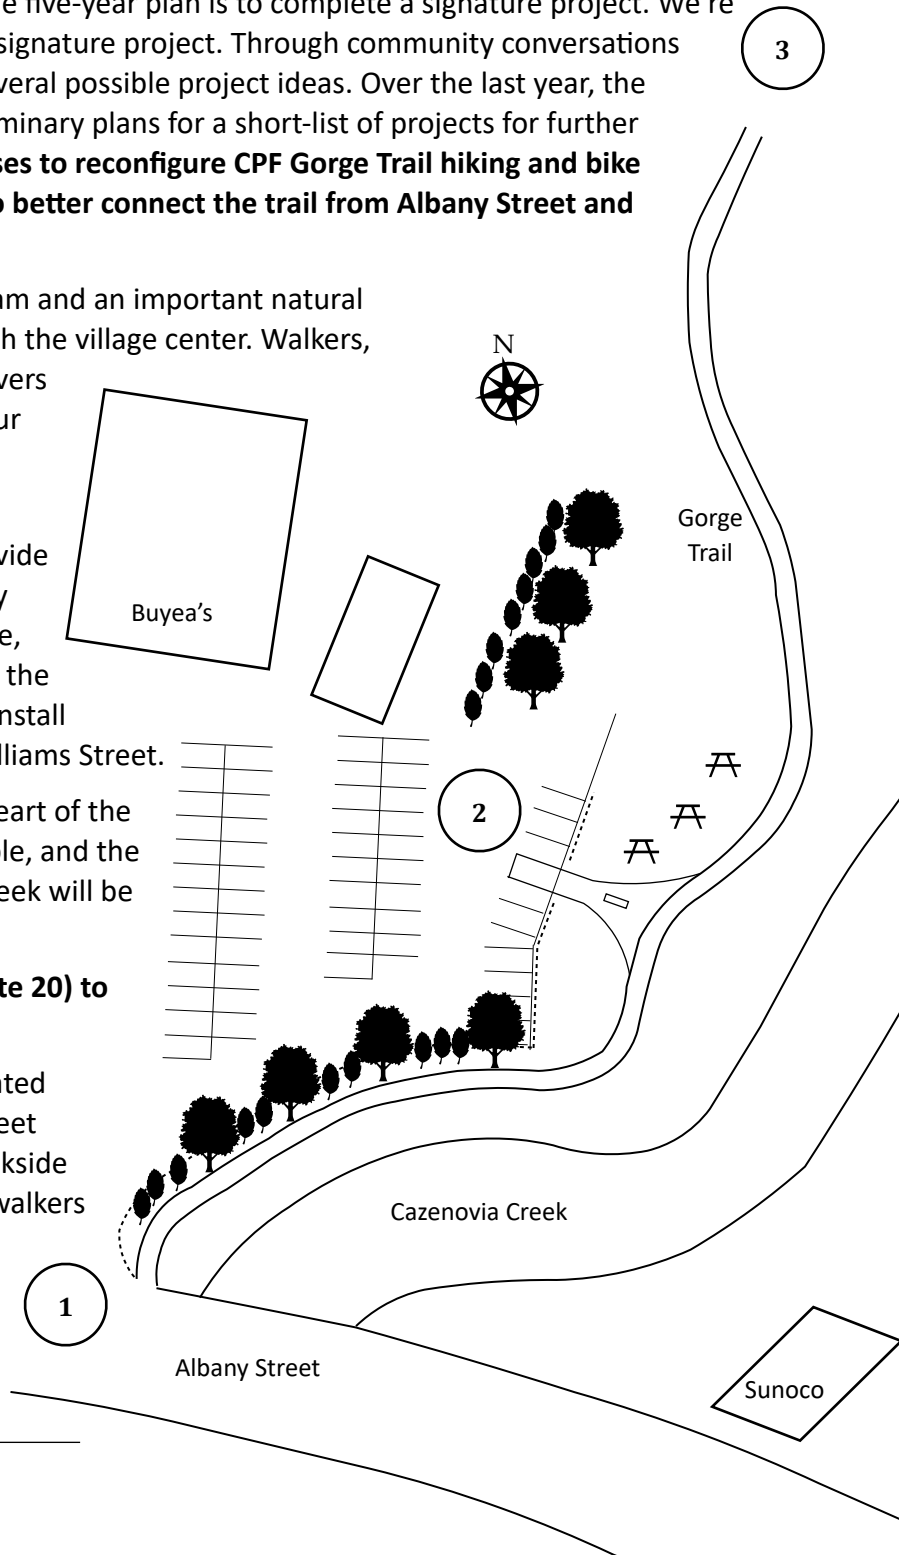 e five-year plan is to complete a signature project. We're
signature project. Through community conversations
veral possible project ideas. Over the last year, the
minary plans for a short-list of projects for further
ses to reconfigure CPF Gorge Trail hiking and bike
o better connect the trail from Albany Street and
3
am and an important natural
h the village center. Walkers,
vers
ur
N
Gorge
Trail
vide
y
e,
the
nstall
lliams Street.
Buyea's
eart of the
ble, and the
eek will be
2
te 20) to
ated
eet
kside
walkers
Cazenovia Creek
1
Albany Street
Sunoco